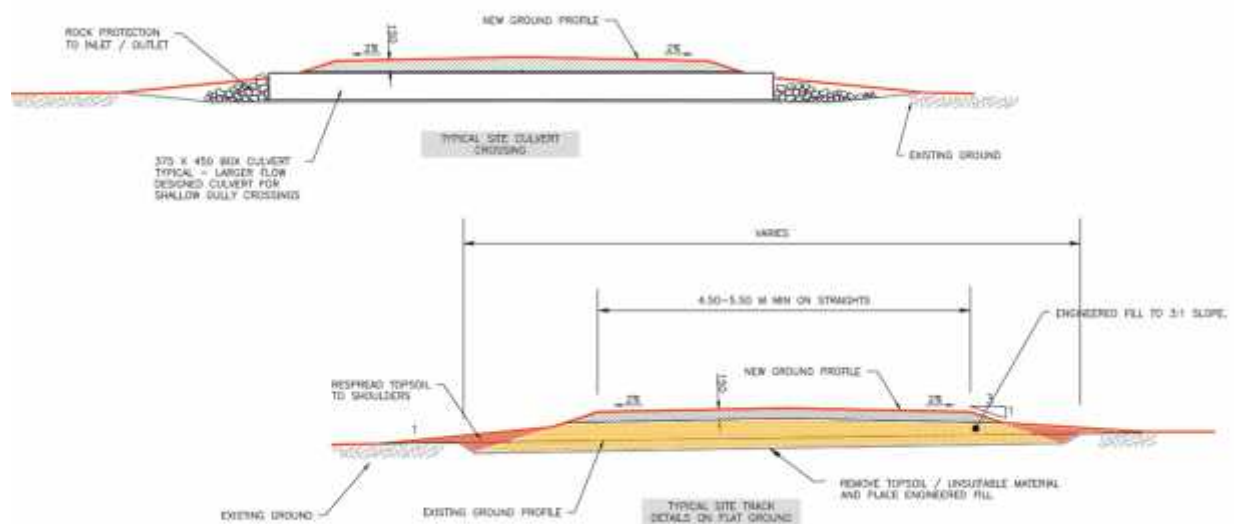 ROCK PROTECTION
TO INLET / OUTLET
2%
NEW GROUND PROFILE
2%
375 X 450 BOX CULVERT
TYPICAL - LARGER FLOW
DESIGNED CULVERT FOR
SHALLOW GULLY CROSSINGS
TYPICAL SITE CULVERT
CROSSING
EXISTING GROUND
VARIES
4.50-5.50 M MIN ON STRAIGHTS
ENGINEERED FILL TO 3:1 SLOPE.
RESPREAD TOPSOIL
TO SHOULDERS
NEW GROUND PROFILE
2%
2%
3
1
1
EXISTING GROUND
EXISTING GROUND PROFILE
REMOVE TOPSOIL / UNSUITABLE MATERIAL
AND PLACE ENGINEERED FILL
TYPICAL SITE TRACK
DETAILS ON FLAT GROUND